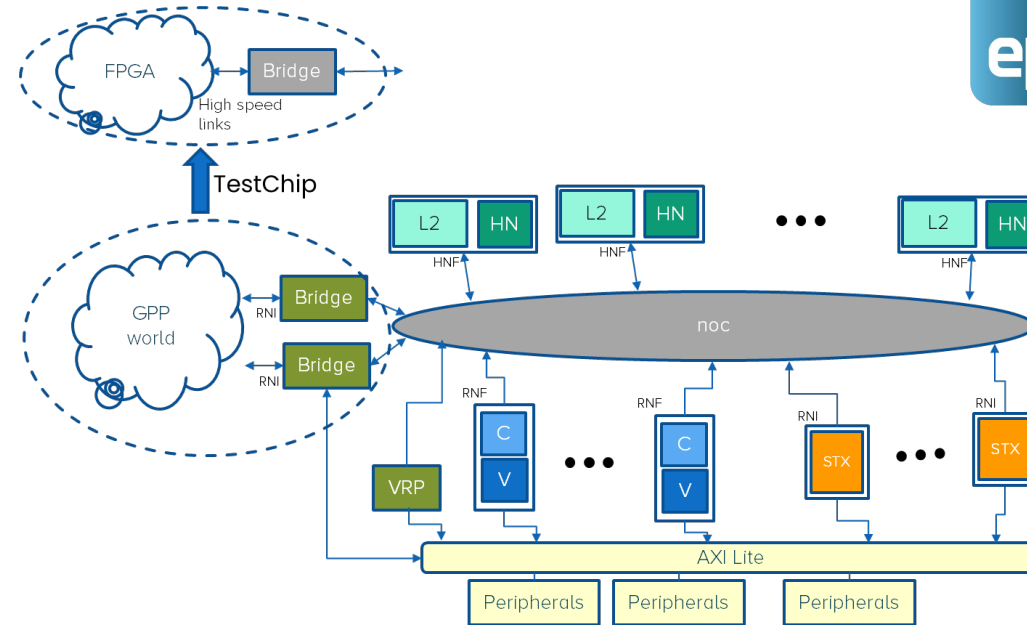 FPGA
Bridge
High speed
links
TestChip
L2
HN
HNF
L2
HN
HNF
L2
HN
HNF
GPP
world
Bridge
RNI
Bridge
RNI
noc
RNF
C
V
RNF
C
V
RNI
STX
RNI
STX
VRP
AXI Lite
Peripherals
Peripherals
Peripherals